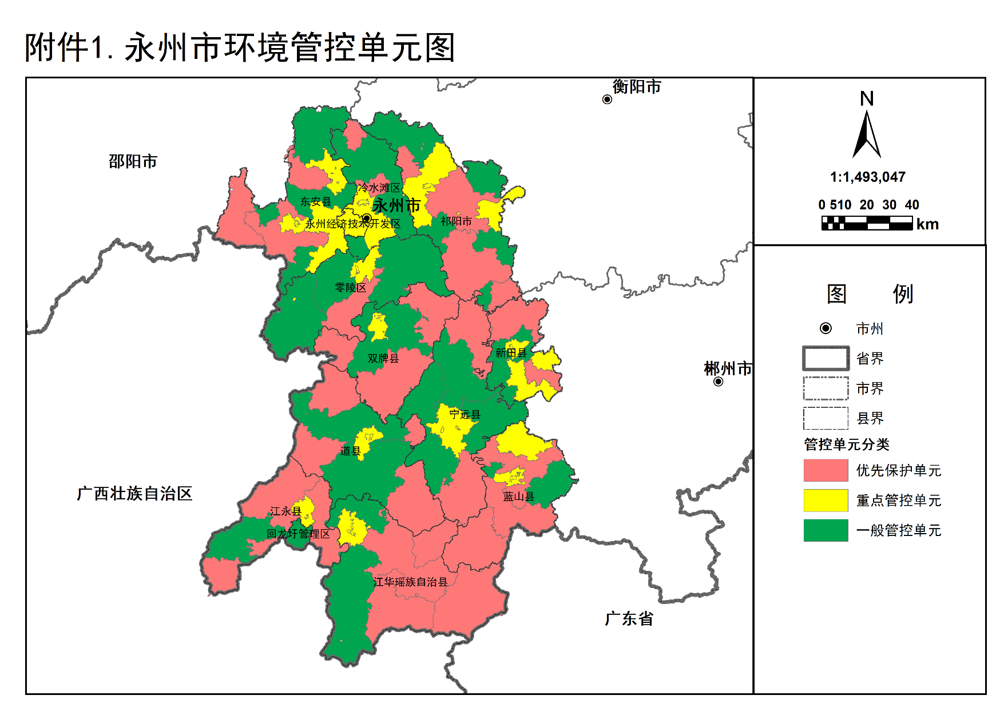 附件1.永州市环境管控单元图
衡阳市
邵阳市
冷水滩区
东安县
永州市
永州经济技术开发区
祁阳市
零陵区
新田县
双牌县
郴州市
宁远县
道县
广西壮族自治区
蓝山县
江永县
回龙圩管理区
江华瑶族自治县
广东省
N
1:1,493,047
0 5 10 20 30 40
km
图 例
市州
省界
市界
县界
管控单元分类
优先保护单元
重点管控单元
一般管控单元